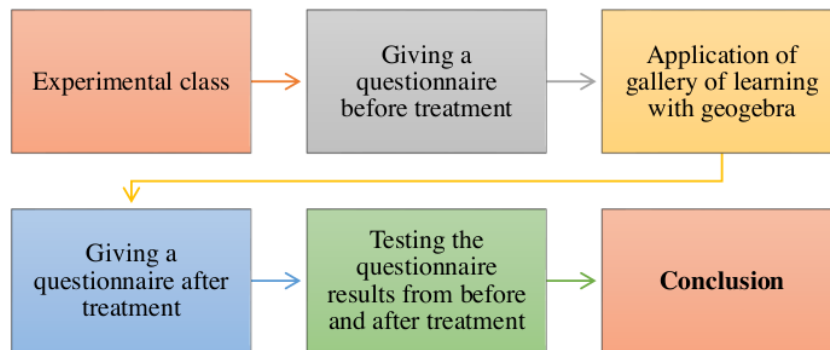 Experimental class
Giving a
questionnaire
before treatment
Application of
gallery of learning
with geogebra
Giving a
questionnaire after
treatment
Testing the
questionnaire
results from before
and after treatment
Conclusion